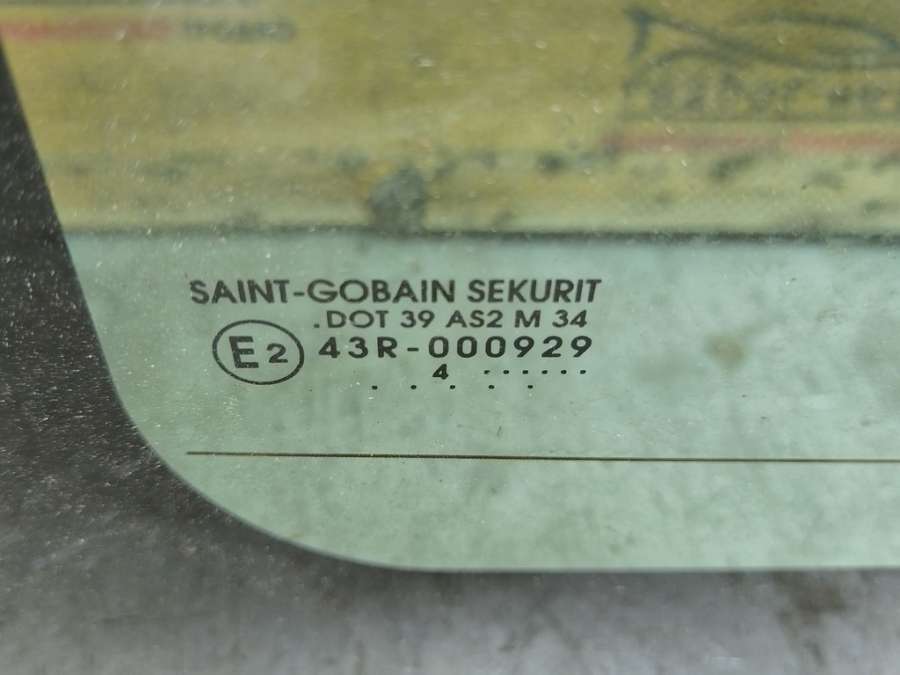 SAINT-GOBAIN SEKURIT
.DOT 39 AS2 M 34
E2 43R-000929
4 ......
. . . . .